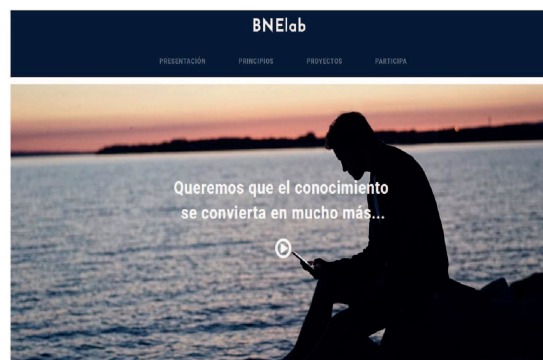 BNElab
PRESENTACIÓN PRINCIPIOS PROYECTOS PARTICIPA
Queremos que el conocimiento
se convierta en mucho más...